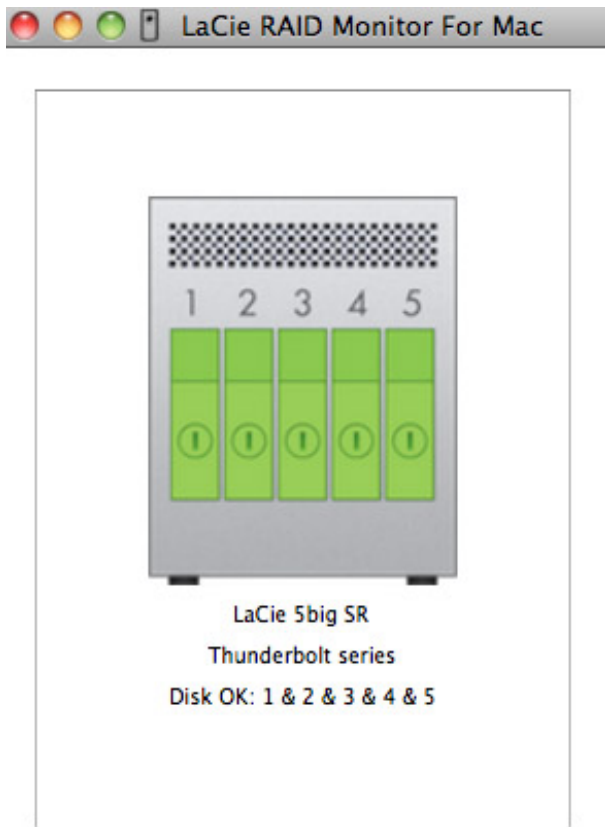 LaCie RAID Monitor For Mac
1 2 3 4 5
LaCie 5big SR
Thunderbolt series
Disk OK: 1 & 2 & 3 & 4 & 5